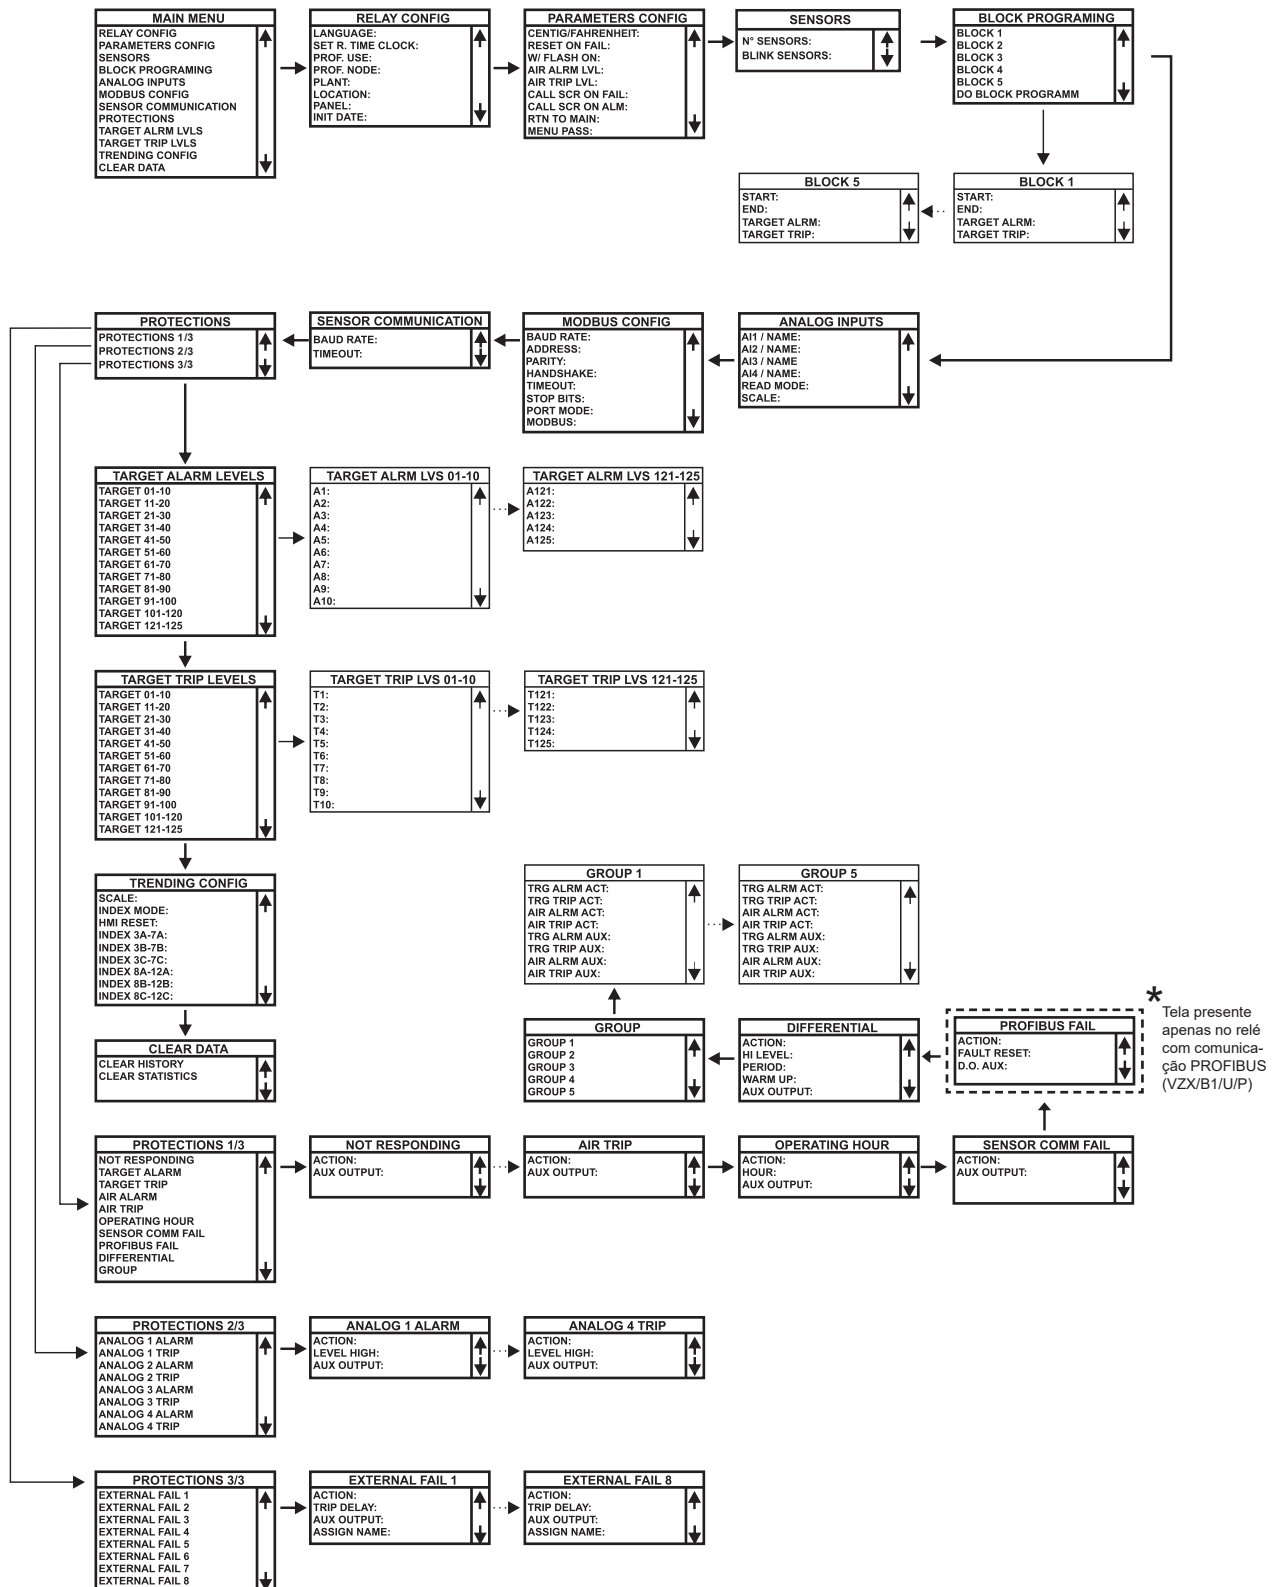 MAIN MENU
RELAY CONFIG
PARAMETERS CONFIG
SENSORS
BLOCK PROGRAMING
ANALOG INPUTS
MODBUS CONFIG
SENSOR COMMUNICATION
PROTECTIONS
TARGET ALRM LVLS
TARGET TRIP LVLS
TRENDING CONFIG
CLEAR DATA
RELAY CONFIG
LANGUAGE:
SET R. TIME CLOCK:
PROF. USE:
PROF. NODE:
PLANT:
LOCATION:
PANEL:
INIT DATE:
PARAMETERS CONFIG
CENTIG/FAHRENHEIT:
RESET ON FAIL:
W/ FLASH ON:
AIR ALRM LVL:
AIR TRIP LVL:
CALL SCR ON FAIL:
CALL SCR ON ALM:
RTN TO MAIN:
MENU PASS:
SENSORS
N° SENSORS:
BLINK SENSORS:
BLOCK PROGRAMING
BLOCK 1
BLOCK 2
BLOCK 3
BLOCK 4
BLOCK 5
DO BLOCK PROGRAMM
BLOCK 5
START:
END:
TARGET ALRM:
TARGET TRIP:
BLOCK 1
START:
END:
TARGET ALRM:
TARGET TRIP:
PROTECTIONS
PROTECTIONS 1/3
PROTECTIONS 2/3
PROTECTIONS 3/3
SENSOR COMMUNICATION
BAUD RATE:
TIMEOUT:
MODBUS CONFIG
BAUD RATE:
ADDRESS:
PARITY:
HANDSHAKE:
TIMEOUT:
STOP BITS:
PORT MODE:
MODBUS:
ANALOG INPUTS
AI1 / NAME:
AI2 / NAME:
AI3 / NAME
AI4 / NAME:
READ MODE:
SCALE:
TARGET ALARM LEVELS
TARGET 01-10
TARGET 11-20
TARGET 21-30
TARGET 31-40
TARGET 41-50
TARGET 51-60
TARGET 61-70
TARGET 71-80
TARGET 81-90
TARGET 91-100
TARGET 101-120
TARGET 121-125
TARGET ALRM LVS 01-10
A1:
A2:
A3:
A4:
A5:
A6:
A7:
A8:
A9:
A10:
TARGET ALRM LVS 121-125
A121:
A122:
A123:
A124:
A125:
TARGET TRIP LEVELS
TARGET 01-10
TARGET 11-20
TARGET 21-30
TARGET 31-40
TARGET 41-50
TARGET 51-60
TARGET 61-70
TARGET 71-80
TARGET 81-90
TARGET 91-100
TARGET 101-120
TARGET 121-125
TARGET TRIP LVS 01-10
T1:
T2:
T3:
T4:
T5:
T6:
T7:
T8:
T9:
T10:
TARGET TRIP LVS 121-125
T121:
T122:
T123:
T124:
T125:
TRENDING CONFIG
SCALE:
INDEX MODE:
HMI RESET:
INDEX 3A-7A:
INDEX 3B-7B:
INDEX 3C-7C:
INDEX 8A-12A:
INDEX 8B-12B:
INDEX 8C-12C:
GROUP 1
TRG ALRM ACT:
TRG TRIP ACT:
AIR ALRM ACT:
AIR TRIP ACT:
TRG ALRM AUX:
TRG TRIP AUX:
AIR ALRM AUX:
AIR TRIP AUX:
GROUP 5
TRG ALRM ACT:
TRG TRIP ACT:
AIR ALRM ACT:
AIR TRIP ACT:
TRG ALRM AUX:
TRG TRIP AUX:
AIR ALRM AUX:
AIR TRIP AUX:
CLEAR DATA
CLEAR HISTORY
CLEAR STATISTICS
GROUP
GROUP 1
GROUP 2
GROUP 3
GROUP 4
GROUP 5
DIFFERENTIAL
ACTION:
HI LEVEL:
PERIOD:
WARM UP:
AUX OUTPUT:
PROFIBUS FAIL
ACTION:
FAULT RESET:
D.O. AUX:
*
Tela presente
apenas no relé
com comunica-
ção PROFIBUS
(VZX/B1/U/P)
PROTECTIONS 1/3
NOT RESPONDING
TARGET ALARM
TARGET TRIP
AIR ALARM
AIR TRIP
OPERATING HOUR
SENSOR COMM FAIL
PROFIBUS FAIL
DIFFERENTIAL
GROUP
NOT RESPONDING
ACTION:
AUX OUTPUT:
AIR TRIP
ACTION:
AUX OUTPUT:
OPERATING HOUR
ACTION:
HOUR:
AUX OUTPUT:
SENSOR COMM FAIL
ACTION:
AUX OUTPUT:
PROTECTIONS 2/3
ANALOG 1 ALARM
ANALOG 1 TRIP
ANALOG 2 ALARM
ANALOG 2 TRIP
ANALOG 3 ALARM
ANALOG 3 TRIP
ANALOG 4 ALARM
ANALOG 4 TRIP
ANALOG 1 ALARM
ACTION:
LEVEL HIGH:
AUX OUTPUT:
ANALOG 4 TRIP
ACTION:
LEVEL HIGH:
AUX OUTPUT:
PROTECTIONS 3/3
EXTERNAL FAIL 1
EXTERNAL FAIL 2
EXTERNAL FAIL 3
EXTERNAL FAIL 4
EXTERNAL FAIL 5
EXTERNAL FAIL 6
EXTERNAL FAIL 7
EXTERNAL FAIL 8
EXTERNAL FAIL 1
ACTION:
TRIP DELAY:
AUX OUTPUT:
ASSIGN NAME:
EXTERNAL FAIL 8
ACTION:
TRIP DELAY:
AUX OUTPUT:
ASSIGN NAME: